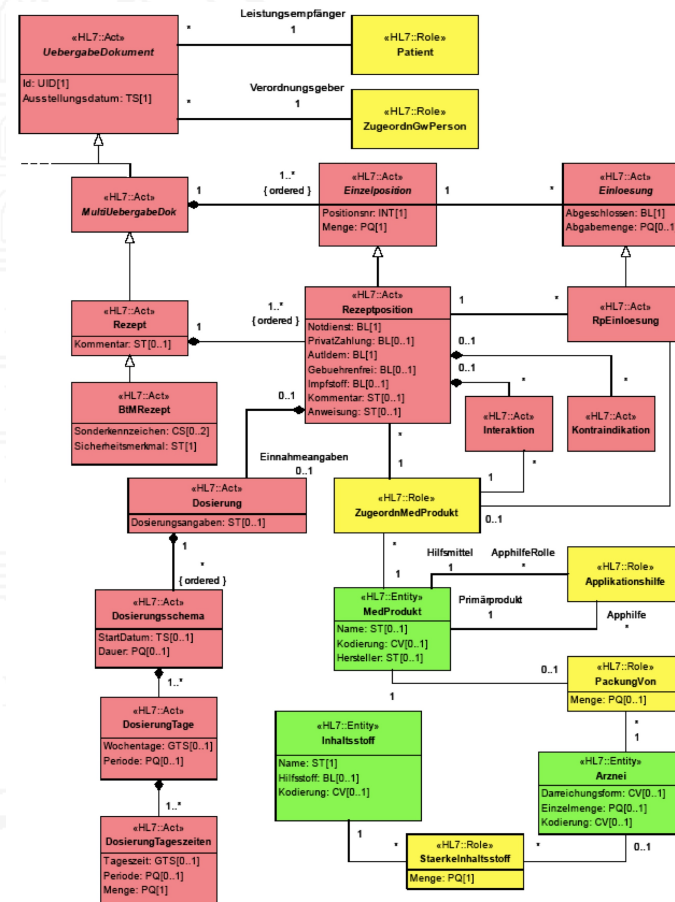 Leistungsempfänger
«HL7::Act»
UebergabeDokument
*
1
«HL7::Role»
Patient
Id: UID[1]
Ausstellungsdatum: TS[1]
Verordnungsgeber
*
1
«HL7::Role»
ZugeordnGwPerson
«HL7::Act»
MultiUebergabeDok
1
1..*
{ ordered }
«HL7::Act»
Einzelposition
Positionsnr: INT[1]
Menge: PQ[1]
1
*
«HL7::Act»
Einloesung
Abgeschlossen: BL[1]
Abgabemenge: PQ[0..1
«HL7::Act»
Rezept
Kommentar: ST[0..1]
1
1..*
{ ordered }
«HL7::Act»
Rezeptposition
Notdienst: BL[1]
PrivatZahlung: BL[0..1]
AutIdem: BL[1]
Gebuehrenfrei: BL[0..1]
Impfstoff: BL[0..1]
Kommentar: ST[0..1]
Anweisung: ST[0..1]
1
*
«HL7::Act»
RpEinloesung
0..1
0..1
*
*
«HL7::Act»
BtMRezept
Sonderkennzeichen: CS[0..2]
Sicherheitsmerkmal: ST[1]
0..1
«HL7::Act»
Interaktion
«HL7::Act»
Kontraindikation
Einnahmeangaben
0..1
*
1
1
*
«HL7::Act»
Dosierung
Dosierungsangaben: ST[0..1]
«HL7::Role»
ZugeordnMedProdukt
0..1
1
*
{ ordered }
*
1
Hilfsmittel
1
ApphilfeRolle
*
«HL7::Role»
Applikationshilfe
«HL7::Act»
Dosierungsschema
StartDatum: TS[0..1]
Dauer: PQ[0..1]
«HL7::Entity»
MedProdukt
Name: ST[0..1]
Kodierung: CV[0..1]
Hersteller: ST[0..1]
Primärprodukt
1
Apphilfe
*
1..*
0..1
1
«HL7::Role»
PackungVon
Menge: PQ[0..1]
«HL7::Act»
DosierungTage
Wochentage: GTS[0..1]
Periode: PQ[0..1]
«HL7::Entity»
Inhaltsstoff
Name: ST[1]
Hilfsstoff: BL[0..1]
Kodierung: CV[0..1]
*
1
«HL7::Entity»
Arznei
Darreichungsform: CV[0..1]
Einzelmenge: PQ[0..1]
Kodierung: CV[0..1]
1..*
«HL7::Act»
DosierungTageszeiten
Tageszeit: GTS[0..1]
Periode: PQ[0..1]
Menge: PQ[1]
1
*
«HL7::Role»
StaerkeInhaltsstoff
Menge: PQ[1]
*
0..1